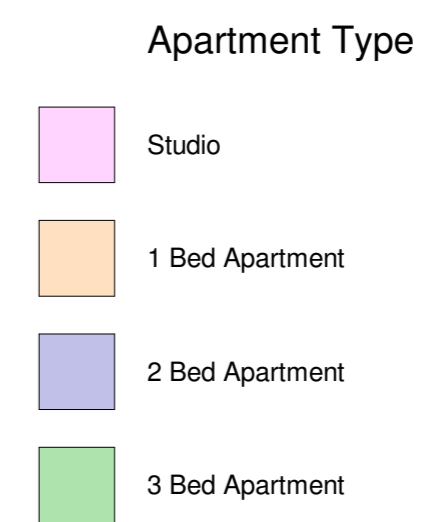 Apartment Type
Studio
1 Bed Apartment
2 Bed Apartment
3 Bed Apartment